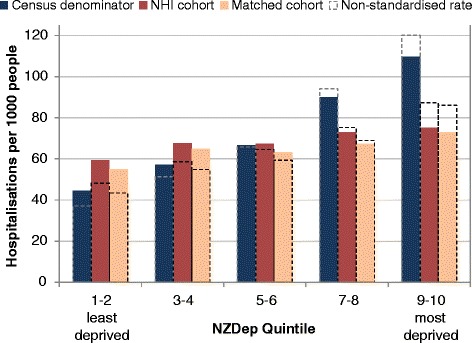 Census denominator NHI cohort Matched cohort Non-standardised rate
Hospitalisations per 1000 people
120
100
80
60
40
20
0
1-2 3-4 5-6 7-8 9-10
least deprived most deprived
NZDep Quintile